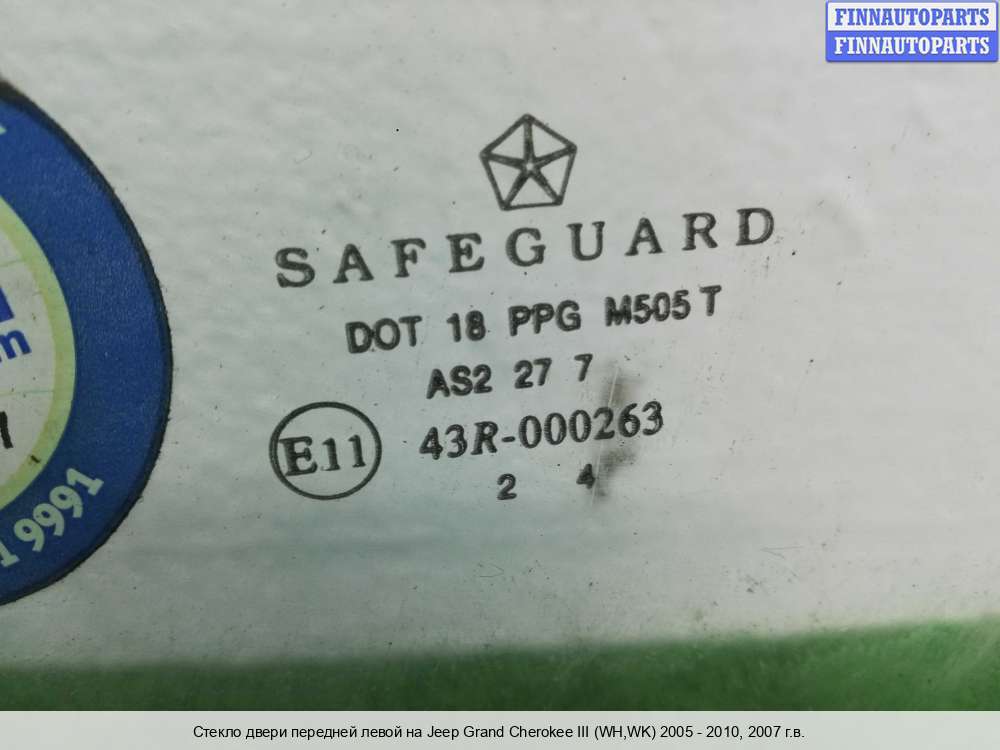 FINNAUTOPARTS
FINNAUTOPARTS
SAFEGUARD
DOT 18 PPG M505 T
AS2 27 7
E11 43R-000263
2 4
9991
Стекло двери передней левой на Jeep Grand Cherokee III (WH,WK) 2005 - 2010, 2007 г.в.